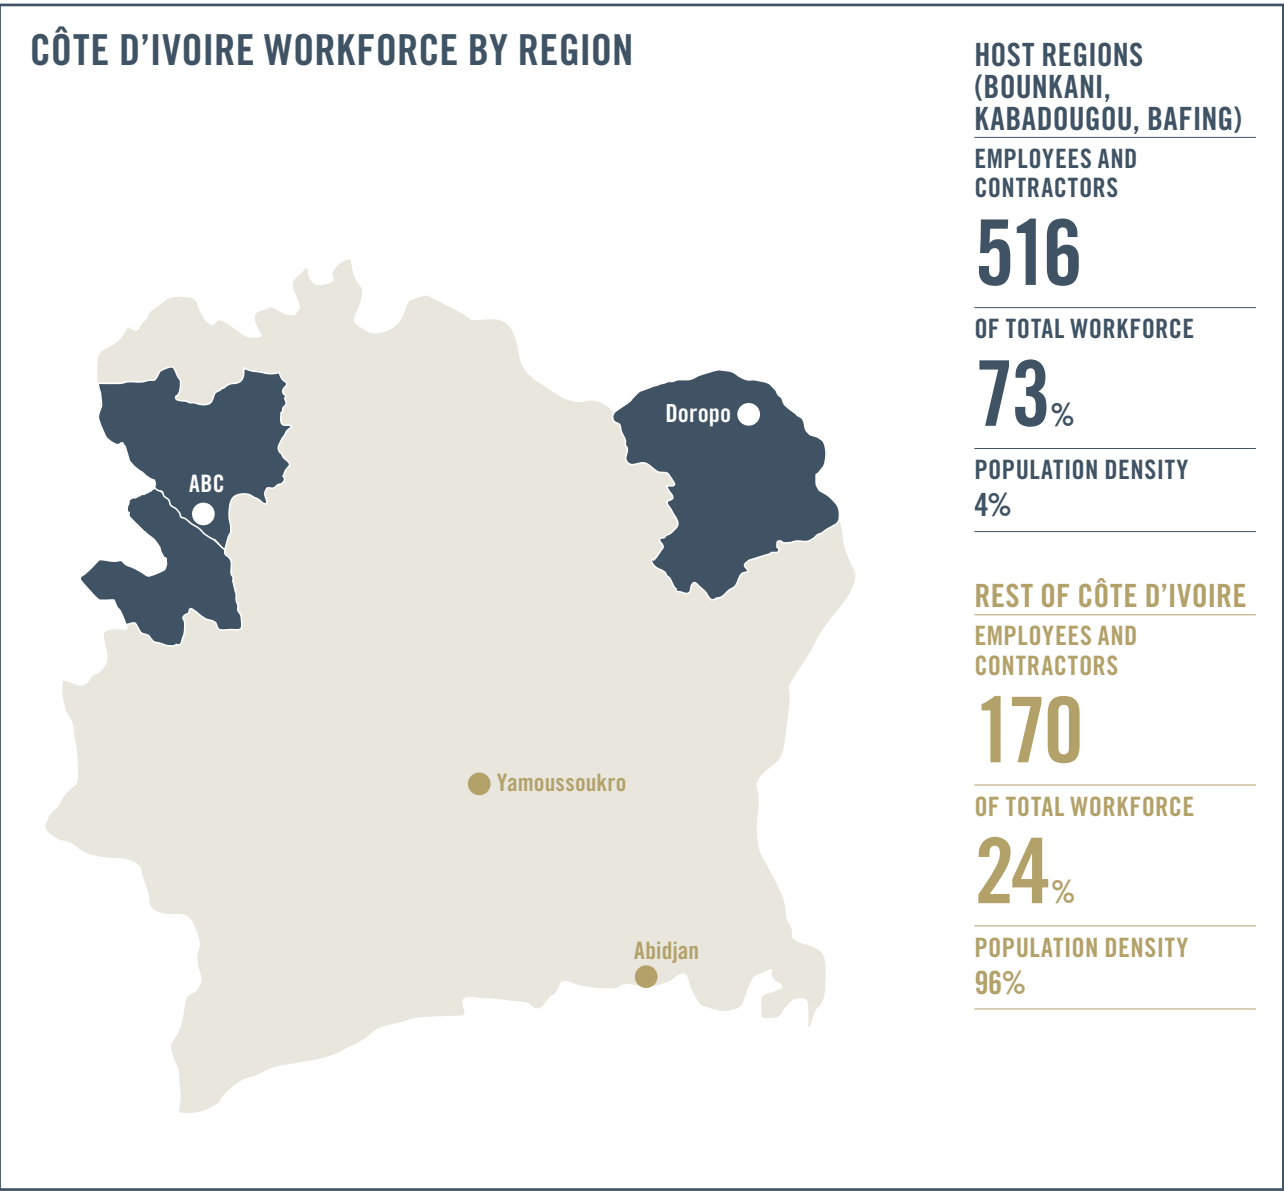 CÔTE D’IVOIRE WORKFORCE BY REGION
HOST REGIONS
(BOUNKANI,
KABADOUGOU, BAFING)
EMPLOYEES AND
CONTRACTORS
516
OF TOTAL WORKFORCE
73%
POPULATION DENSITY
4%
REST OF CÔTE D’IVOIRE
EMPLOYEES AND
CONTRACTORS
170
OF TOTAL WORKFORCE
24%
POPULATION DENSITY
96%
Doropo
ABC
Yamoussoukro
Abidjan